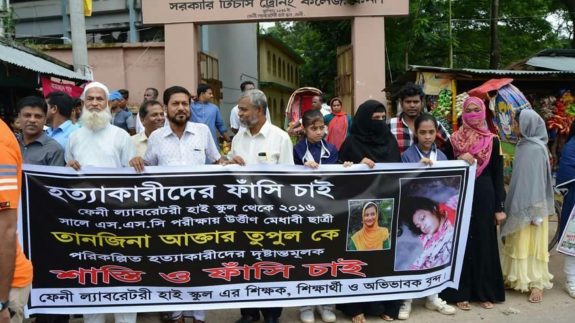 সরকারি টিচার্স ট্রেনিং কলেজ, ফেনী।
হত্যাকারীদের ফাঁসি চাই
ফেনী ল্যাবরেটরী হাই স্কুল থেকে ২০১৬
সালে এস.এস.সি পরীক্ষায় উত্তীণ মেধাবী ছাত্রী
তানজিনা আক্তার তুপুল কে
পরিকল্পিত হত্যাকারীদের দৃষ্টান্তমূলক
শাস্তি ও ফাঁসি চাই
ফেনী ল্যাবরেটরী হাই স্কুল এর শিক্ষক, শিক্ষার্থী ও অভিভাবক বৃন্দ।